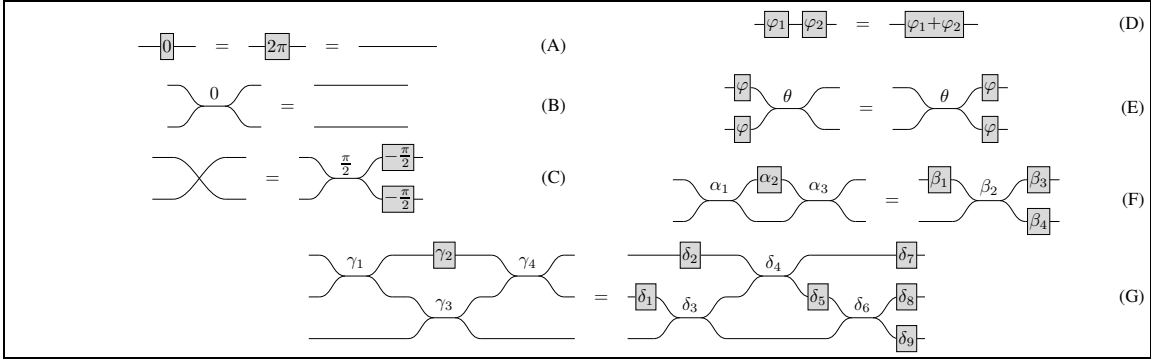 0 = 2π = (A)
φ₁ φ₂ = φ₁+φ₂ (D)
0 = (B)
φ φ θ = θ φ φ (E)
= π/2 −π/2 −π/2 (C)
α₁ α₂ α₃ = β₁ β₂ β₃ β₄ (F)
γ₁ γ₂ γ₃ γ₄ = δ₁ δ₂ δ₃ δ₄ δ₅ δ₆ δ₇ δ₈ δ₉ (G)